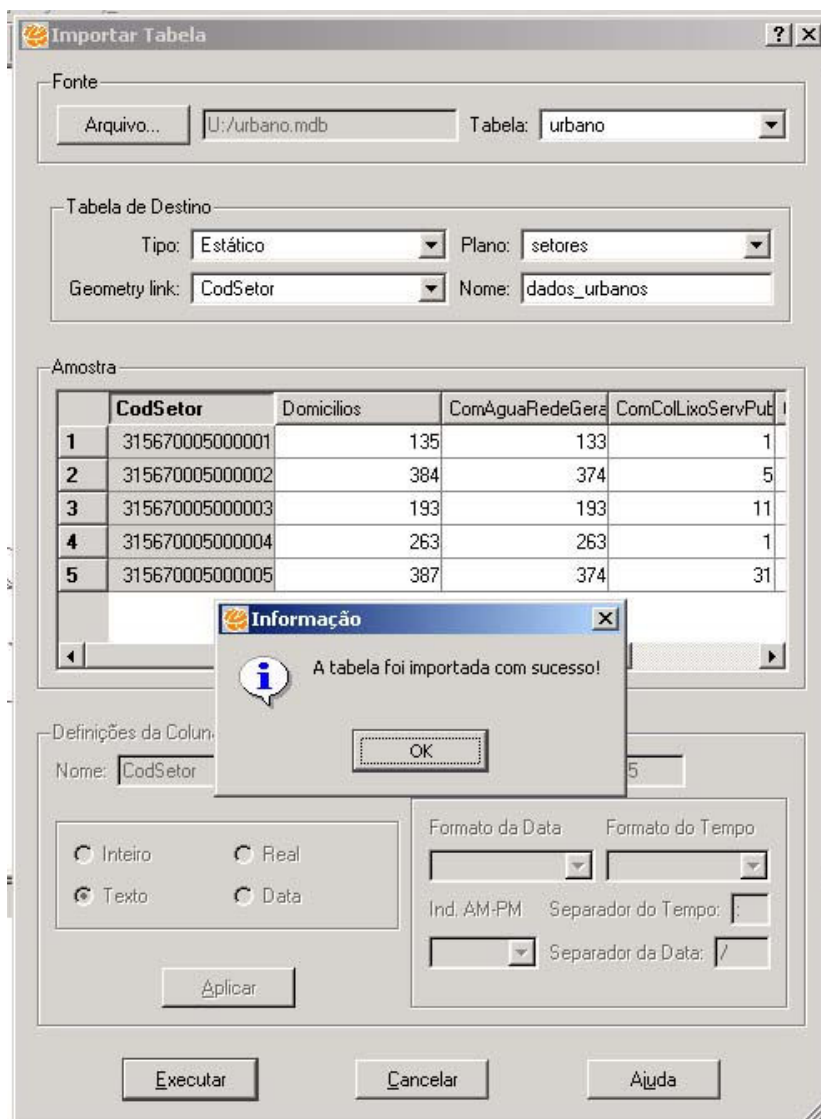 Importar Tabela
Fonte
Arquivo... U:/urbano.mdb Tabela: urbano
Tabela de Destino
Tipo: Estático Plano: setores
Geometry link: CodSetor Nome: dados_urbanos
Amostra
CodSetor Domicilios ComAguaRedeGera ComColLixoServPub
1 315670005000001 135 133 1
2 315670005000002 384 374 5
3 315670005000003 193 193 11
4 315670005000004 263 263 1
5 315670005000005 387 374 31
Informação
A tabela foi importada com sucesso!
OK
Definições da Colun
Nome: CodSetor 5
Formato da Data Formato do Tempo
Inteiro Real
Texto Data
Ind. AM-PM Separador do Tempo: :
Separador da Data: /
Aplicar
Executar Cancelar Ajuda